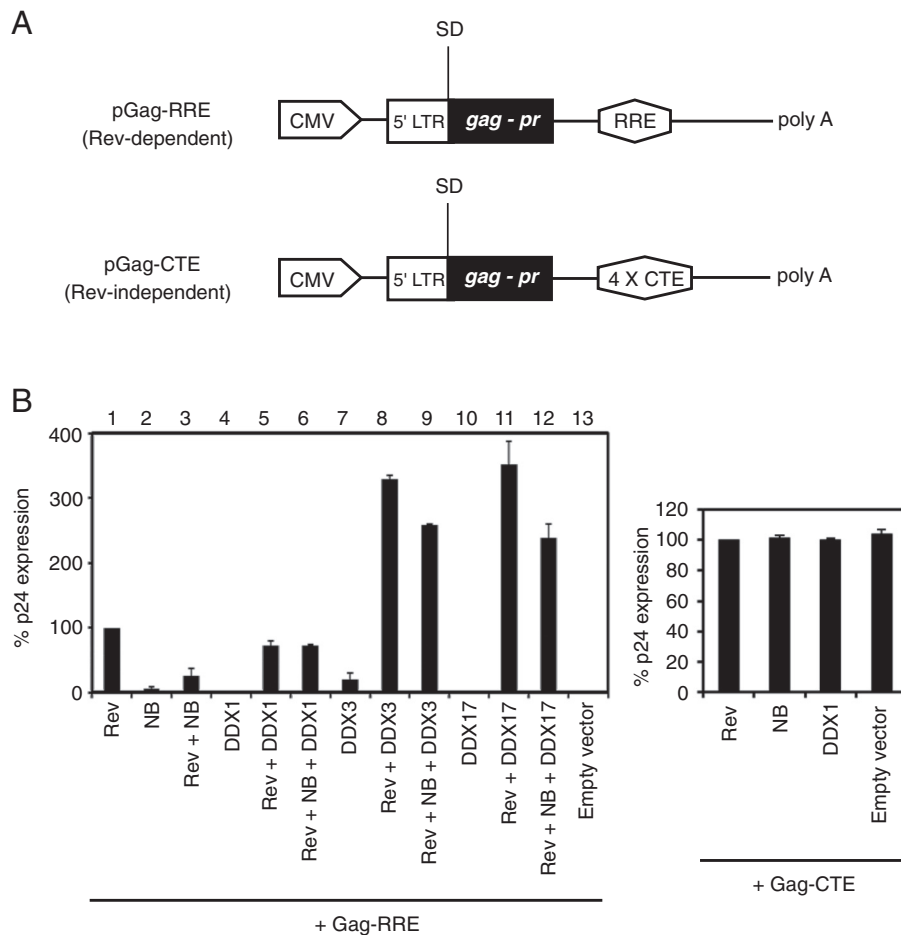 A
SD
pGag-RRE
(Rev-dependent)
CMV
5' LTR
gag - pr
RRE
poly A
SD
pGag-CTE
(Rev-independent)
CMV
5' LTR
gag - pr
4 X CTE
poly A
B
1 2 3 4 5 6 7 8 9 10 11 12 13
% p24 expression
400
300
200
100
0
Rev
NB
Rev + NB
DDX1
Rev + DDX1
Rev + NB + DDX1
DDX3
Rev + DDX3
Rev + NB + DDX3
DDX17
Rev + DDX17
Rev + NB + DDX17
Empty vector
+ Gag-RRE
% p24 expression
120
100
80
60
40
20
0
Rev
NB
DDX1
Empty vector
+ Gag-CTE